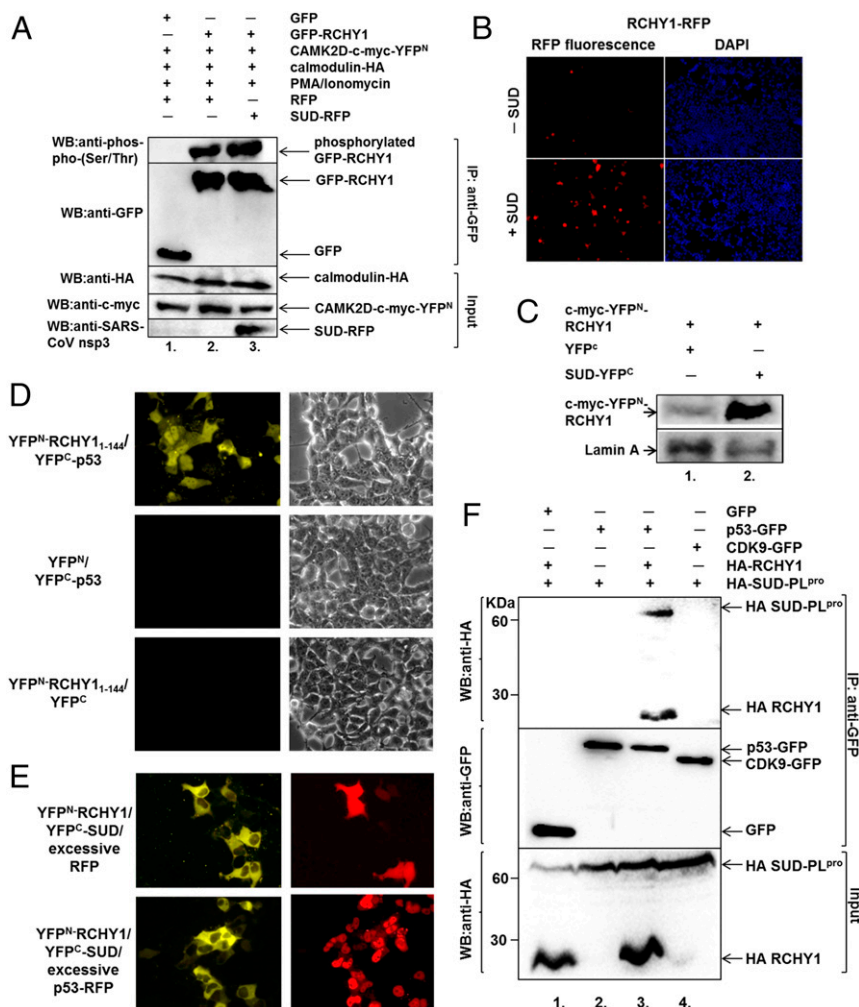 A
+ — — GFP
— + + GFP-RCHY1
+ + + CAMK2D-c-myc-YFPᴺ
+ + + calmodulin-HA
+ + + PMA/Ionomycin
+ + — RFP
— — + SUD-RFP
WB:anti-phos-
pho-(Ser/Thr)
phosphorylated
GFP-RCHY1
GFP-RCHY1
WB:anti-GFP
GFP
IP: anti-GFP
WB:anti-HA
calmodulin-HA
WB:anti-c-myc
CAMK2D-c-myc-YFPᴺ
WB:anti-SARS-
CoV nsp3
SUD-RFP
Input
1. 2. 3.
B
RCHY1-RFP
RFP fluorescence DAPI
— SUD
+ SUD
C
c-myc-YFPᴺ-
RCHY1 + +
YFPᶜ + —
SUD-YFPᶜ — +
c-myc-YFPᴺ-
RCHY1
Lamin A
1. 2.
D
YFPᴺ-RCHY1₁₋₁₄₄/
YFPᶜ-p53
YFPᴺ/
YFPᶜ-p53
YFPᴺ-RCHY1₁₋₁₄₄/
YFPᶜ
E
YFPᴺ-RCHY1/
YFPᶜ-SUD/
excessive
RFP
YFPᴺ-RCHY1/
YFPᶜ-SUD/
excessive
p53-RFP
F
+ — — — GFP
— + + — p53-GFP
— — — + CDK9-GFP
+ — + — HA-RCHY1
+ + + + HA-SUD-PLᵖʳᵒ
KDa
60
30
WB:anti-HA
HA SUD-PLᵖʳᵒ
HA RCHY1
WB:anti-GFP
p53-GFP
CDK9-GFP
GFP
IP: anti-GFP
WB:anti-HA
60
30
HA SUD-PLᵖʳᵒ
HA RCHY1
Input
1. 2. 3. 4.